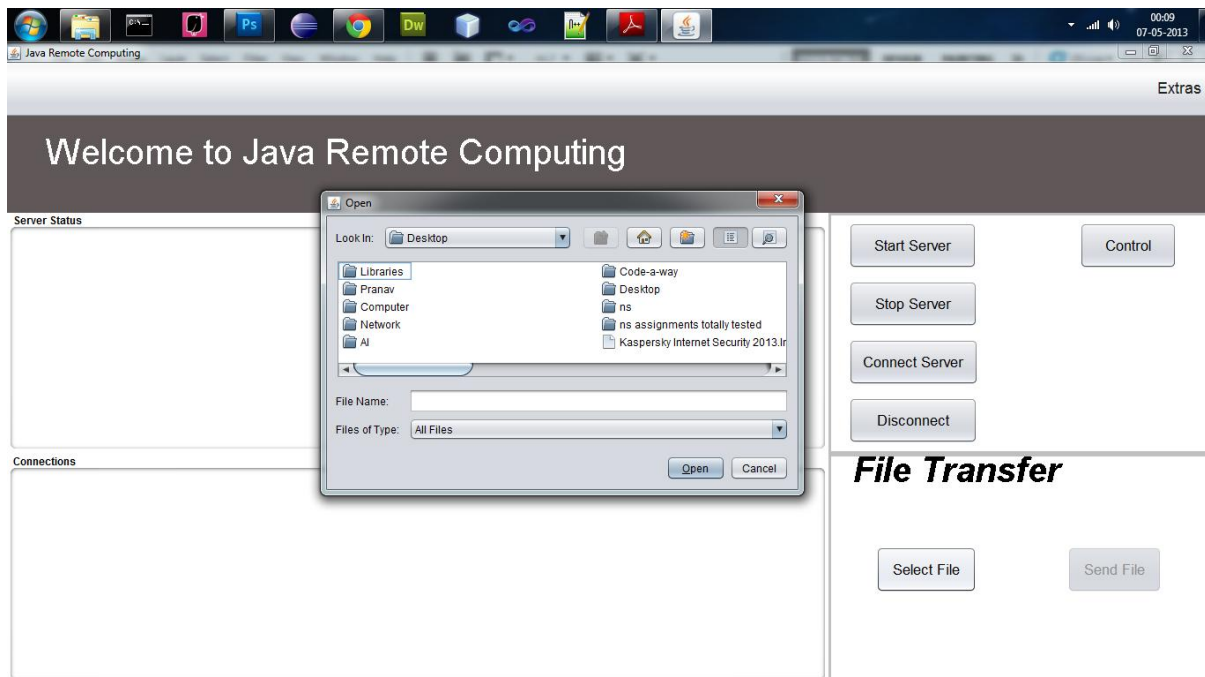 Ps
Dw
00:09
07-05-2013
Java Remote Computing
Extras
Welcome to Java Remote Computing
Open
Server Status
Look In: Desktop
Libraries
Pranav
Computer
Network
AI
Code-a-way
Desktop
ns
ns assignments totally tested
Kaspersky Internet Security 2013.
File Name:
Files of Type: All Files
Open Cancel
Connections
Start Server Control
Stop Server
Connect Server
Disconnect
File Transfer
Select File Send File